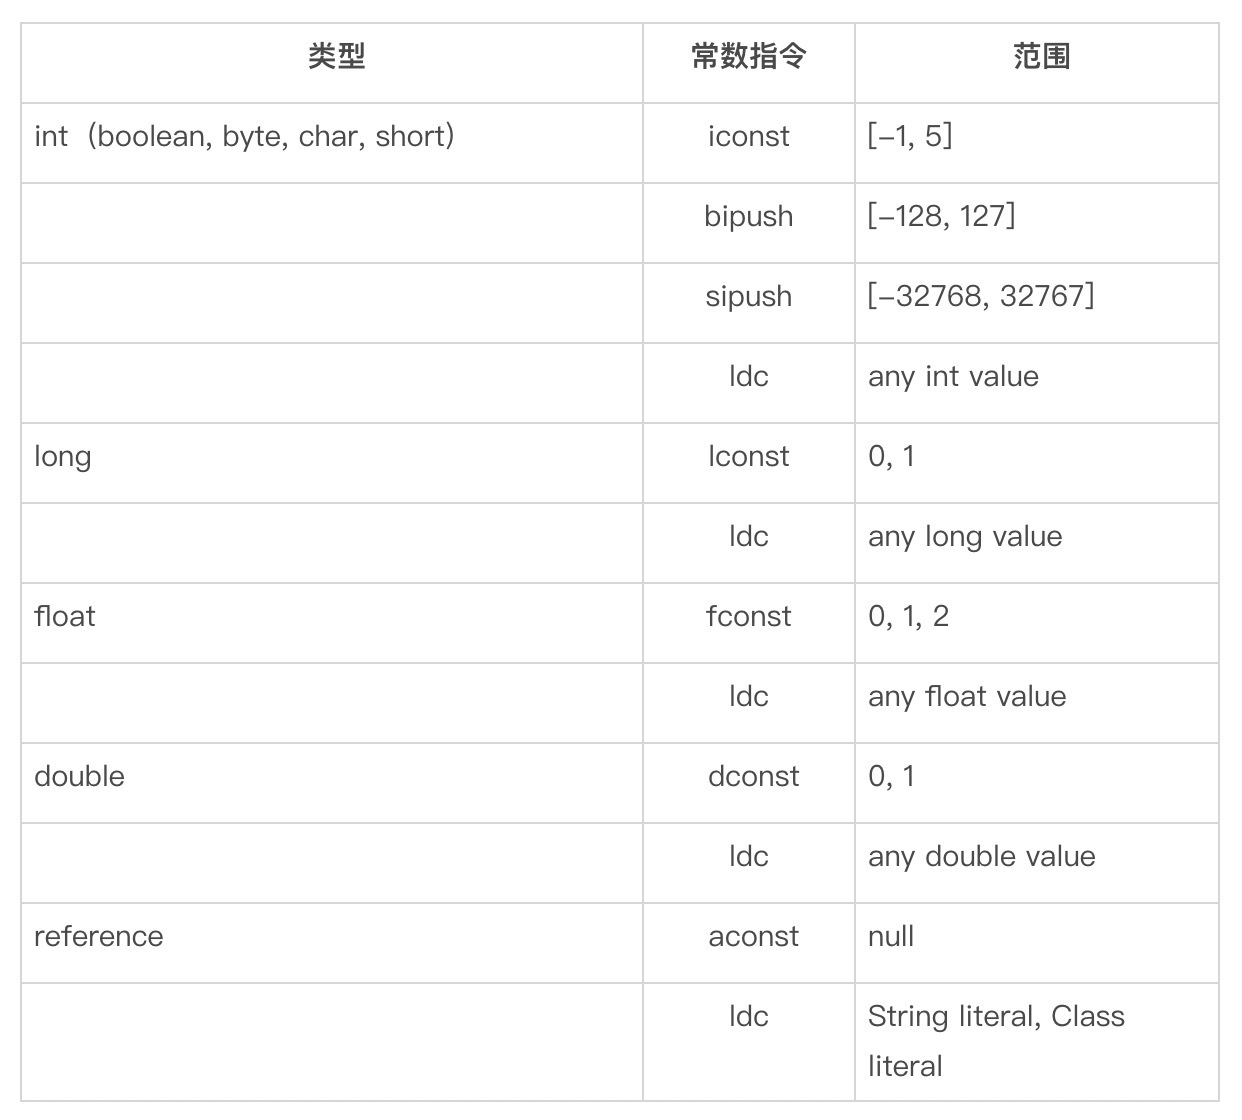 类型 常数指令 范围
int（boolean, byte, char, short） iconst [-1, 5]
bipush [-128, 127]
sipush [-32768, 32767]
ldc any int value
long lconst 0, 1
ldc any long value
float fconst 0, 1, 2
ldc any float value
double dconst 0, 1
ldc any double value
reference aconst null
ldc String literal, Class
literal